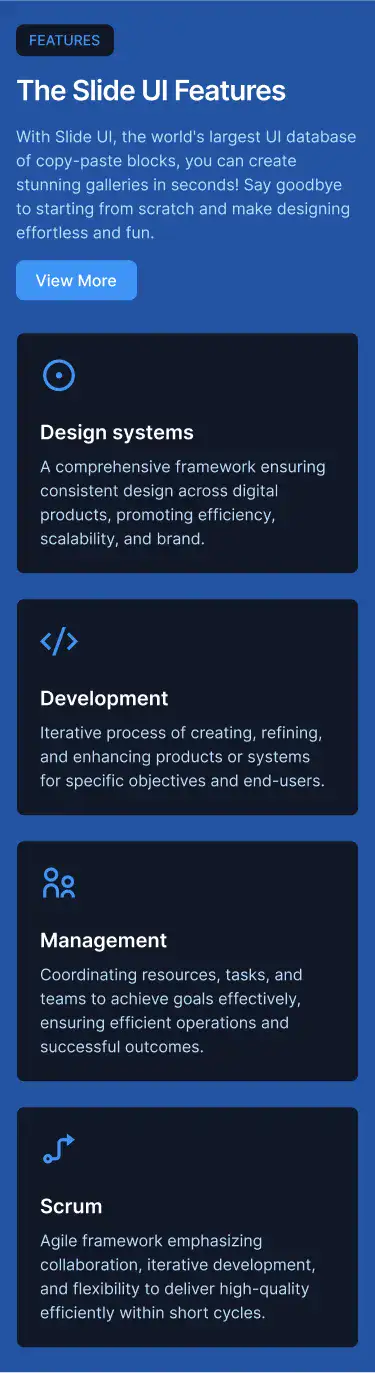 FEATURES
The Slide UI Features
With Slide UI, the world's largest UI database
of copy-paste blocks, you can create
stunning galleries in seconds! Say goodbye
to starting from scratch and make designing
effortless and fun.
View More
Design systems
A comprehensive framework ensuring
consistent design across digital
products, promoting efficiency,
scalability, and brand.
Development
Iterative process of creating, refining,
and enhancing products or systems
for specific objectives and end-users.
Management
Coordinating resources, tasks, and
teams to achieve goals effectively,
ensuring efficient operations and
successful outcomes.
Scrum
Agile framework emphasizing
collaboration, iterative development,
and flexibility to deliver high-quality
efficiently within short cycles.